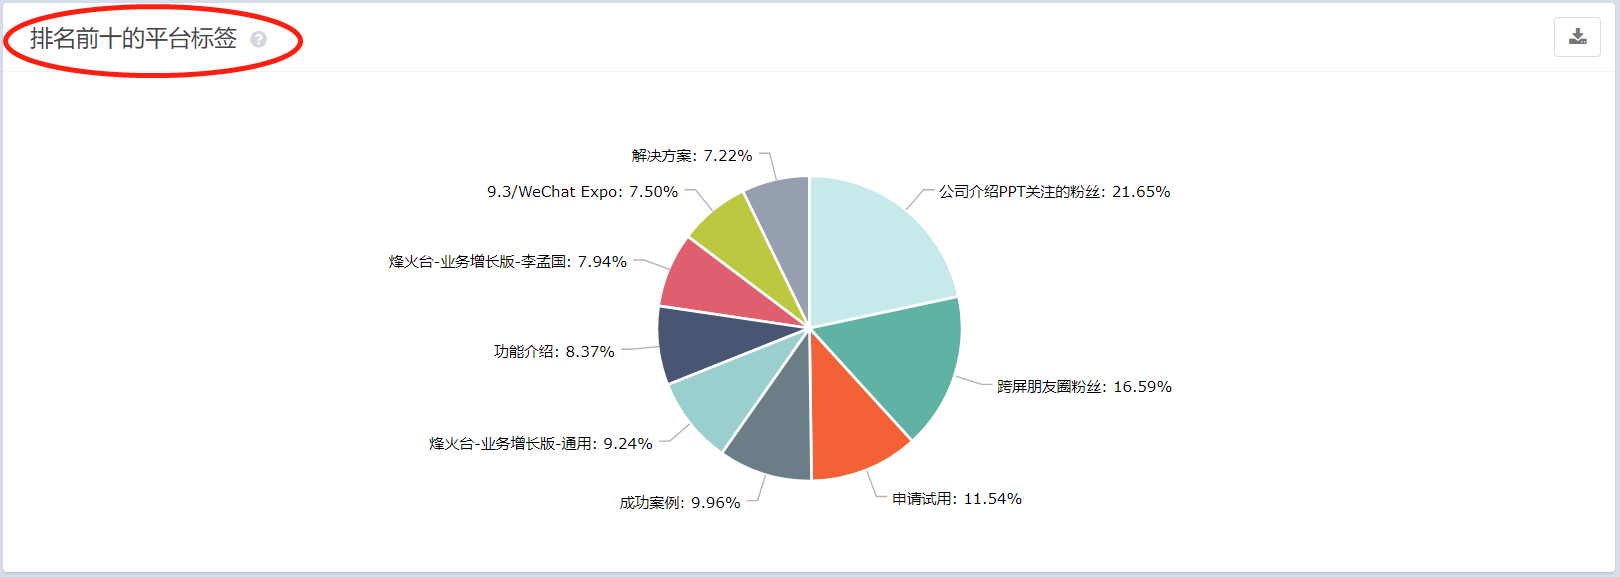 排名前十的平台标签
解决方案: 7.22%
9.3/WeChat Expo: 7.50%
公司介绍PPT关注的粉丝: 21.65%
烽火台-业务增长版-李孟国: 7.94%
功能介绍: 8.37%
跨屏朋友圈粉丝: 16.59%
烽火台-业务增长版-通用: 9.24%
成功案例: 9.96%
申请试用: 11.54%